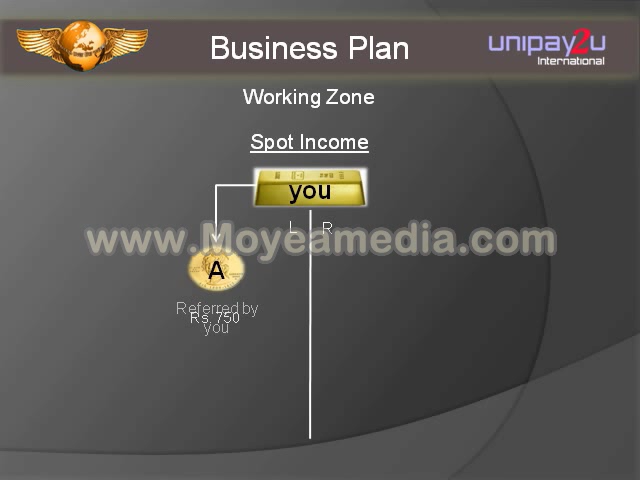 Business Plan
unipay2u
International
Working Zone
Spot Income
you
L R
www.Moyeamedia.com
A
Referred by
Rs. 750
you